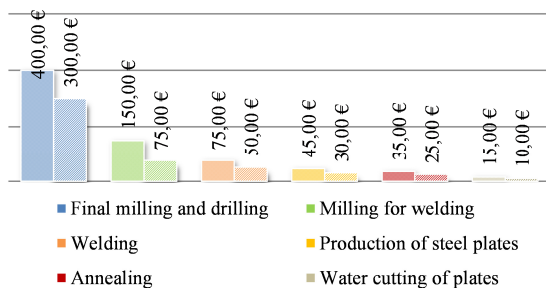 400,00 €
300,00 €
150,00 €
75,00 €
75,00 €
50,00 €
45,00 €
30,00 €
35,00 €
25,00 €
15,00 €
10,00 €
Final milling and drilling
Milling for welding
Welding
Production of steel plates
Annealing
Water cutting of plates